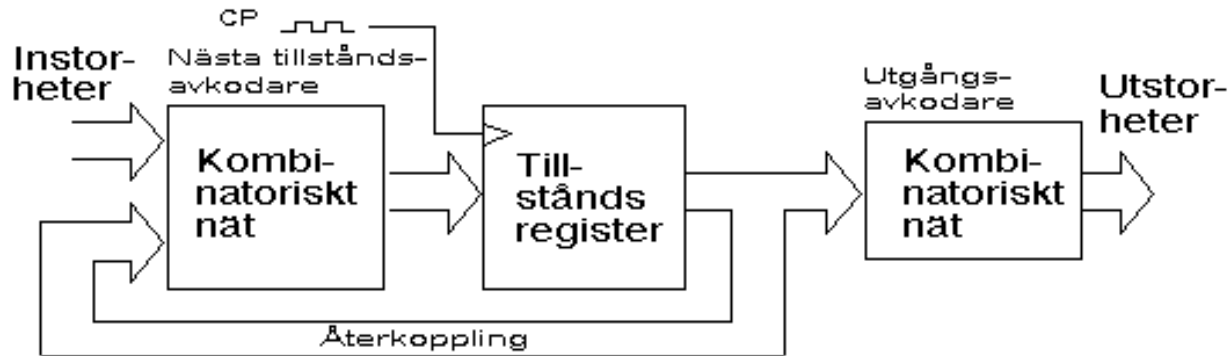 CP
Instor-
heter
Nästa tillstånds-
avkodare
Kombi-
natoriskt
nät
Till-
stånds
register
Utgångs-
avkodare
Kombi-
natoriskt
nät
Utstor-
heter
Återkoppling